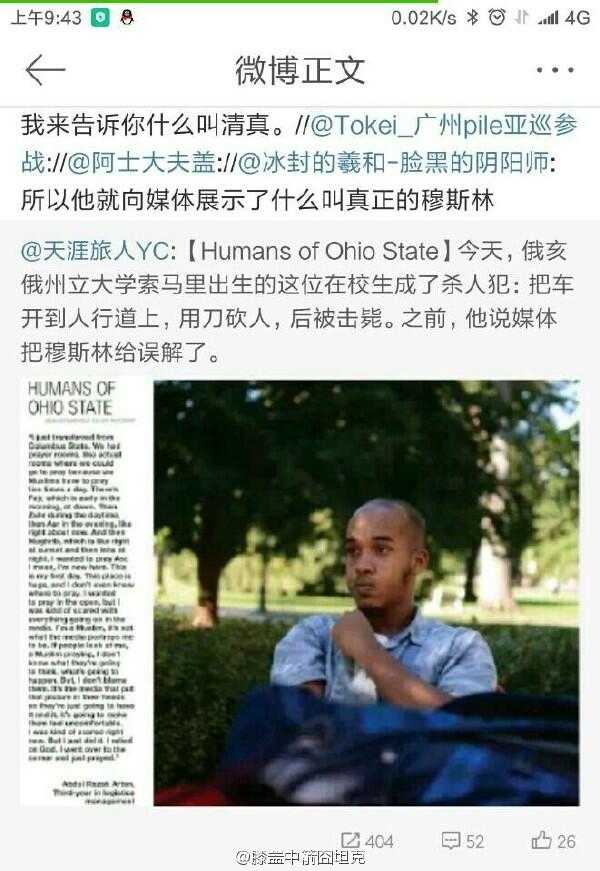 上午9:43
0.02K/s
4G
微博正文
我来告诉你什么叫清真。//@Tokei_广州pile亚巡参
战://@阿士大夫盖://@冰封的羲和-脸黑的阴阳师:
所以他就向媒体展示了什么叫真正的穆斯林
@天涯旅人YC:【Humans of Ohio State】今天，俄亥
俄州立大学索马里出生的这位在校生成了杀人犯：把车
开到人行道上，用刀砍人，后被击毙。之前，他说媒体
把穆斯林给误解了。
HUMANS OF
OHIO STATE
"I just transferred from
Columbus State. We had
prayer rooms, like actual
rooms where we could
go to pray because we
Muslims have to pray
five times a day. There's
Fajr, which is early in the
morning, at dawn. Then
Zuhr during the daytime,
then Asr in the evening, like
right about now. And then
Maghrib, which is like right
at sunset and then Isha at
night. I wanted to pray Asr.
I mean, I'm new here. This
is my first day. This place is
huge, and I don't even know
where to pray. I wanted
to pray in the open, but I
was kind of scared with
everything going on in the
media. I'm a Muslim, it's not
what the media portrays me
to be. If people look at me,
a Muslim praying, I don't
know what they're going
to think, what's going to
happen. But, I don't blame
them. It's the media that put
that picture in their heads
so they're just going to have
it and it, it's going to make
them feel uncomfortable.
I was kind of scared right
now. But I just did it. I relied
on God. I went over to the
corner and just prayed."
Abdul Razak Artan,
Third-year in logistics
management
404
52
26
@膝盖中箭囧坦克